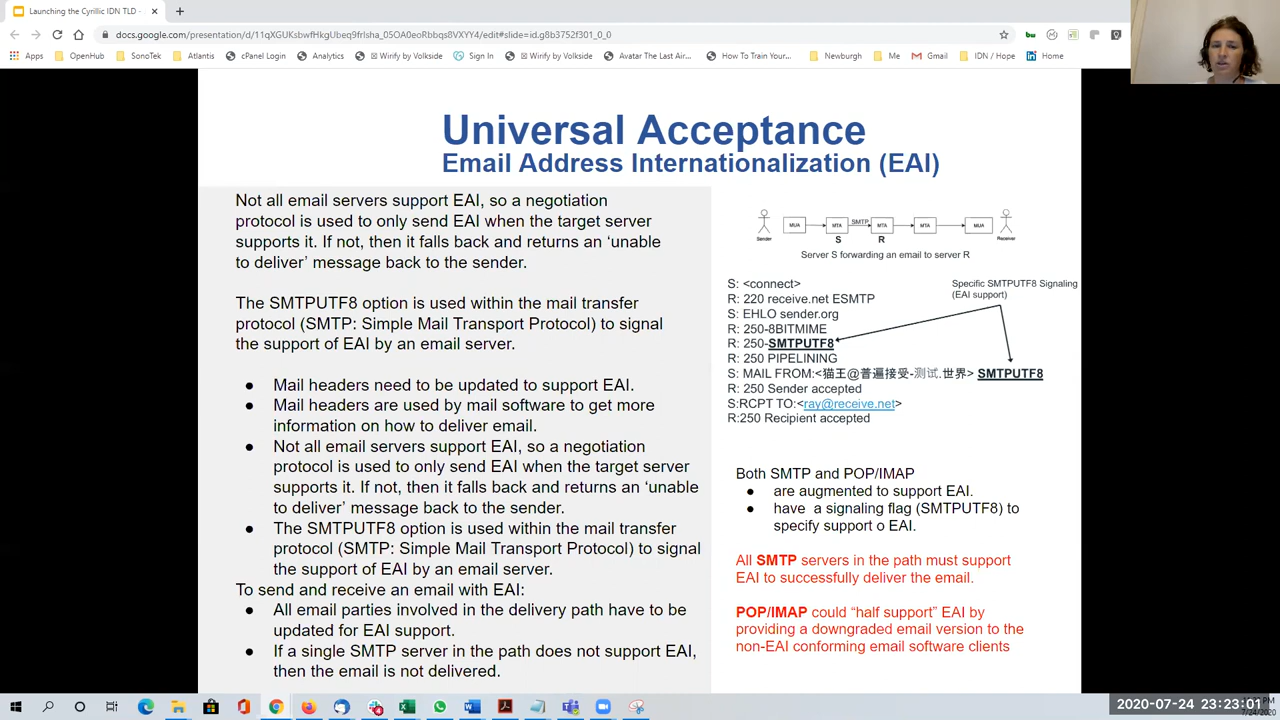 Launching the Cyrillic IDN TLD -
docs.google.com/presentation/d/11qXGUKsbwfHkgUbeq9frlsha_05OA0eoRbbqs8VXYY4/edit#slide=id.g8b3752f301_0_0
Apps OpenHub SonoTek Atlantis cPanel Login Analytics Wirify by Volkside Sign In Wirify by Volkside Avatar The Last Air... How To Train Your... Newburgh Me Gmail IDN / Hope Home
Universal Acceptance
Email Address Internationalization (EAI)
Not all email servers support EAI, so a negotiation
protocol is used to only send EAI when the target server
supports it. If not, then it falls back and returns an ‘unable
to deliver’ message back to the sender.
The SMTPUTF8 option is used within the mail transfer
protocol (SMTP: Simple Mail Transport Protocol) to signal
the support of EAI by an email server.
● Mail headers need to be updated to support EAI.
● Mail headers are used by mail software to get more
information on how to deliver email.
● Not all email servers support EAI, so a negotiation
protocol is used to only send EAI when the target server
supports it. If not, then it falls back and returns an ‘unable
to deliver’ message back to the sender.
● The SMTPUTF8 option is used within the mail transfer
protocol (SMTP: Simple Mail Transport Protocol) to signal
the support of EAI by an email server.
To send and receive an email with EAI:
● All email parties involved in the delivery path have to be
updated for EAI support.
● If a single SMTP server in the path does not support EAI,
then the email is not delivered.
MUA MTA SMTP MTA MTA MUA
Sender S R Receiver
Server S forwarding an email to server R
Specific SMTPUTF8 Signaling
(EAI support)
S: <connect>
R: 220 receive.net ESMTP
S: EHLO sender.org
R: 250-8BITMIME
R: 250-SMTPUTF8
R: 250 PIPELINING
S: MAIL FROM:<猫王@普遍接受-测试.世界> SMTPUTF8
R: 250 Sender accepted
S:RCPT TO:<ray@receive.net>
R:250 Recipient accepted
Both SMTP and POP/IMAP
● are augmented to support EAI.
● have a signaling flag (SMTPUTF8) to
specify support o EAI.
All SMTP servers in the path must support
EAI to successfully deliver the email.
POP/IMAP could “half support” EAI by
providing a downgraded email version to the
non-EAI conforming email software clients
2020-07-24 23:23:01